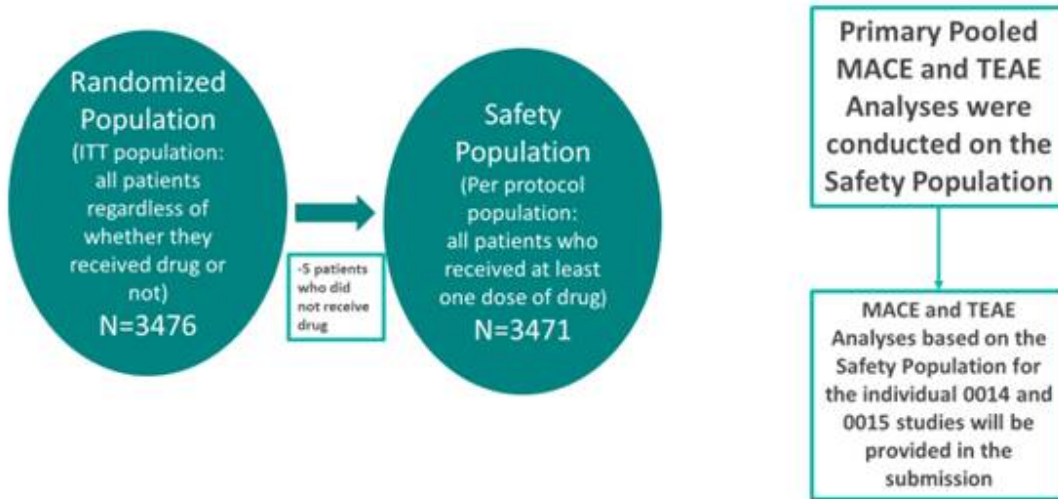 Randomized
Population
(ITT population:
all patients
regardless of
whether they
received drug or
not)
N=3476
-5 patients
who did
not receive
drug
Safety
Population
(Per protocol
population:
all patients who
received at least
one dose of drug)
N=3471
Primary Pooled
MACE and TEAE
Analyses were
conducted on the
Safety Population
MACE and TEAE
Analyses based on the
Safety Population for
the individual 0014 and
0015 studies will be
provided in the
submission